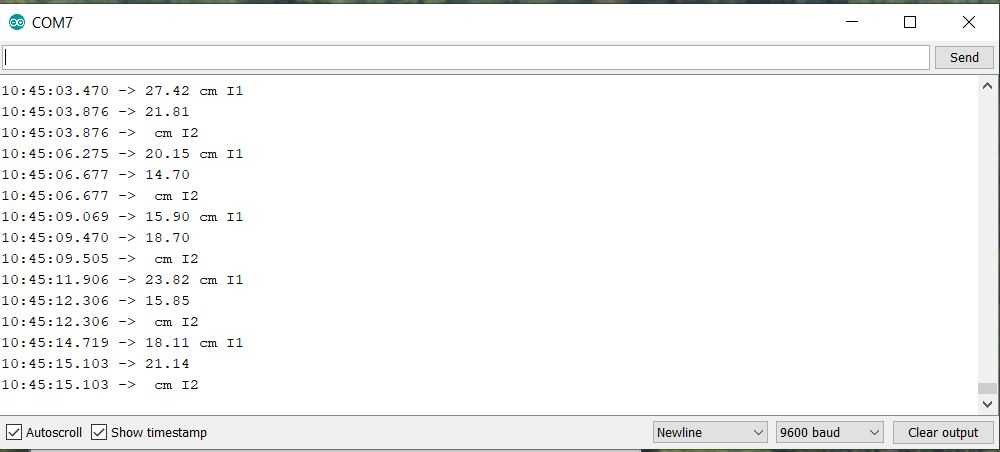 COM7
Send
10:45:03.470 -> 27.42 cm I1
10:45:03.876 -> 21.81
10:45:03.876 ->  cm I2
10:45:06.275 -> 20.15 cm I1
10:45:06.677 -> 14.70
10:45:06.677 ->  cm I2
10:45:09.069 -> 15.90 cm I1
10:45:09.470 -> 18.70
10:45:09.505 ->  cm I2
10:45:11.906 -> 23.82 cm I1
10:45:12.306 -> 15.85
10:45:12.306 ->  cm I2
10:45:14.719 -> 18.11 cm I1
10:45:15.103 -> 21.14
10:45:15.103 ->  cm I2
Autoscroll Show timestamp Newline 9600 baud Clear output